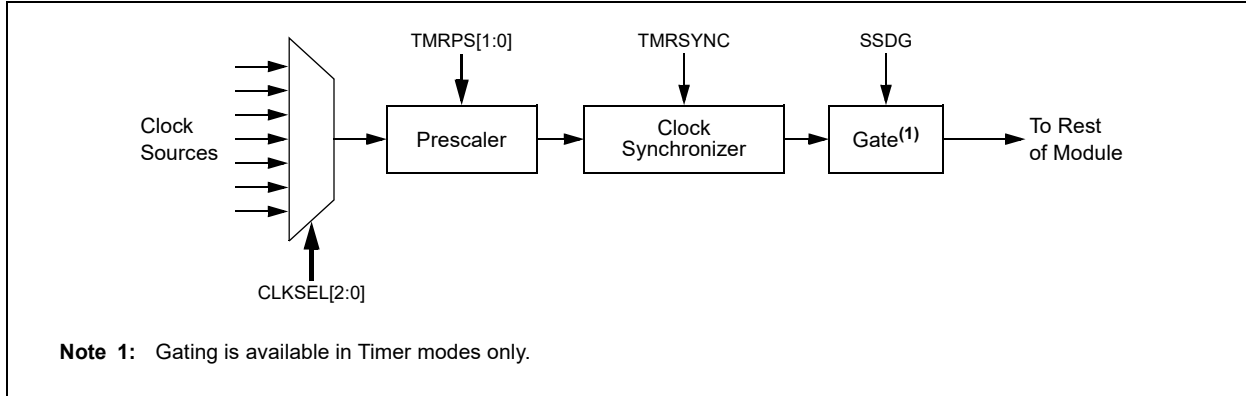 TMRPS[1:0]
TMRSYNC
SSDG
Clock
Sources
Prescaler
Clock
Synchronizer
Gate(1)
To Rest
of Module
CLKSEL[2:0]
Note 1: Gating is available in Timer modes only.